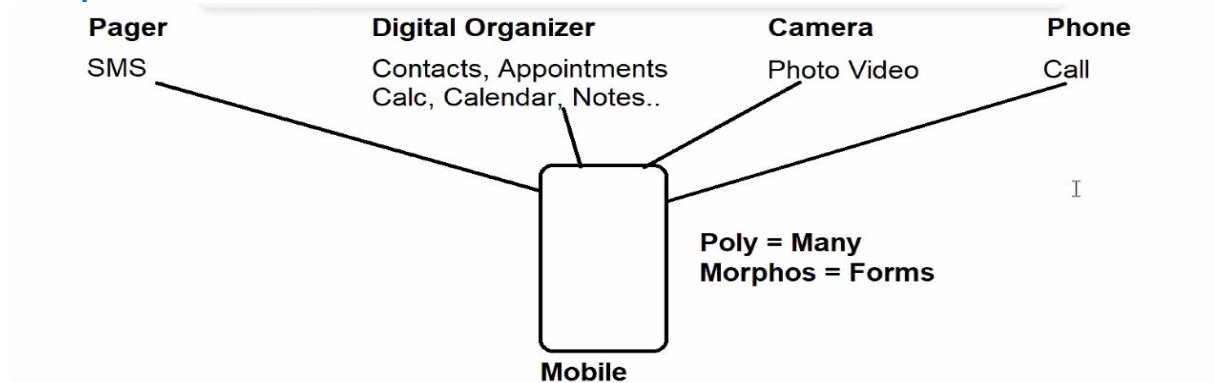 Pager
Digital Organizer
Camera
Phone
SMS
Contacts, Appointments
Calc, Calendar, Notes..
Photo Video
Call
Poly = Many
Morphos = Forms
Mobile